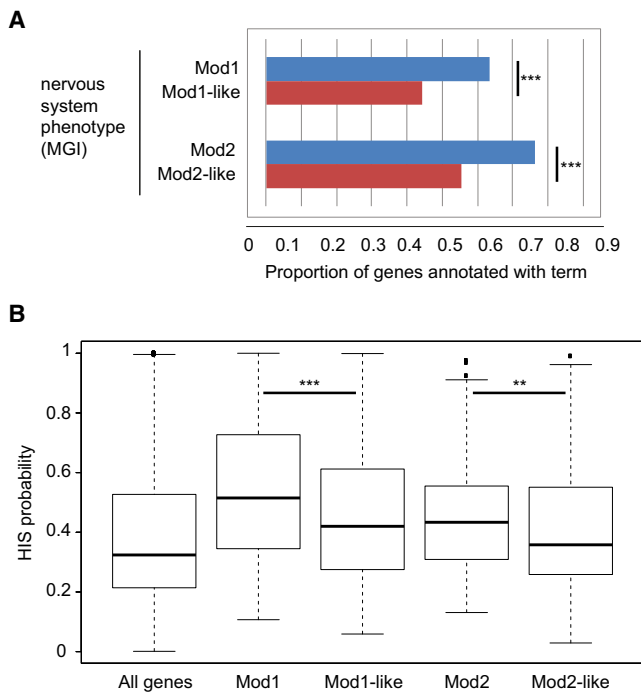 A
nervous
system
phenotype
(MGI)
Mod1
Mod1-like
Mod2
Mod2-like
***
***
0 0.1 0.2 0.3 0.4 0.5 0.6 0.7 0.8 0.9
Proportion of genes annotated with term
B
HIS probability
1
0.8
0.6
0.4
0.2
0
***
**
All genes Mod1 Mod1-like Mod2 Mod2-like